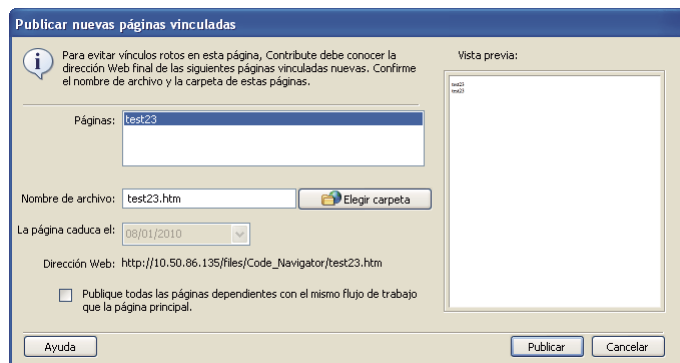 Publicar nuevas páginas vinculadas
Para evitar vínculos rotos en esta página, Contribute debe conocer la
dirección Web final de las siguientes páginas vinculadas nuevas. Confirme
el nombre de archivo y la carpeta de estas páginas.
Vista previa:
test23
test23
Páginas: test23
Nombre de archivo: test23.htm Elegir carpeta
La página caduca el: 08/01/2010
Dirección Web: http://10.50.86.135/files/Code_Navigator/test23.htm
Publique todas las páginas dependientes con el mismo flujo de trabajo
que la página principal.
Ayuda Publicar Cancelar